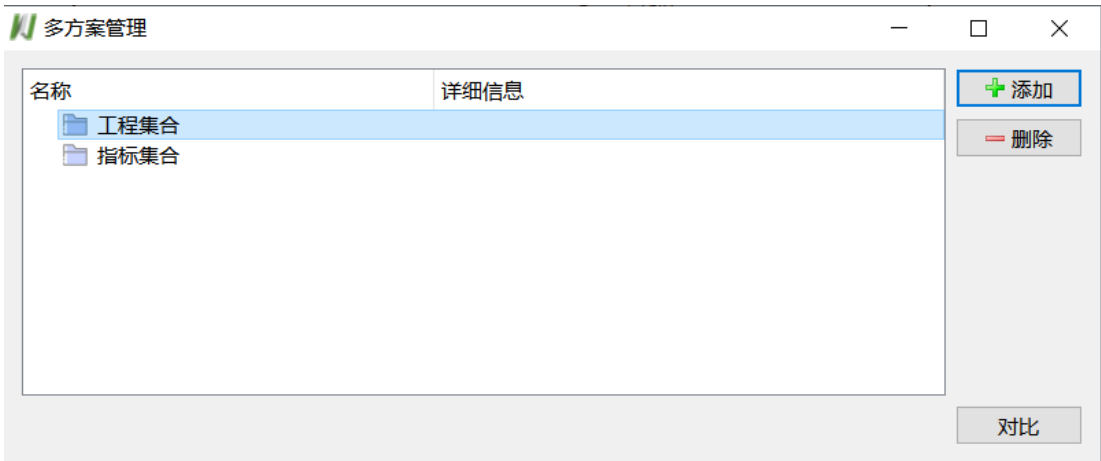 多方案管理
名称 详细信息 添加
工程集合
删除
指标集合
对比